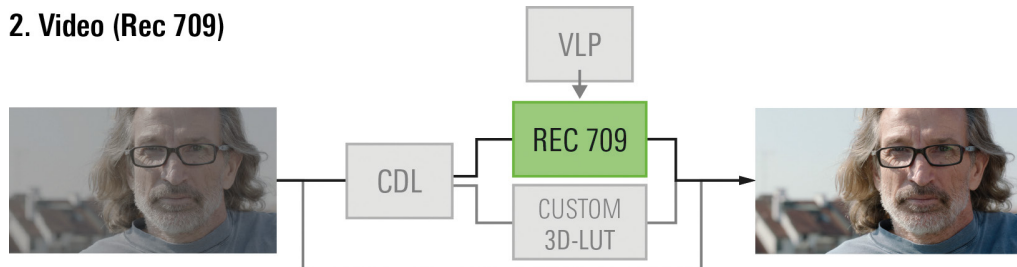 2. Video (Rec 709)
VLP
REC 709
CDL
CUSTOM
3D-LUT